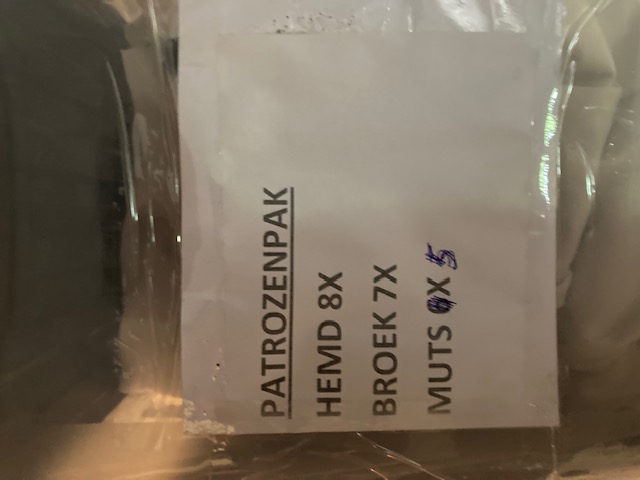 PATROZENPAK
HEMD 8X
BROEK 7X
MUTS X 5